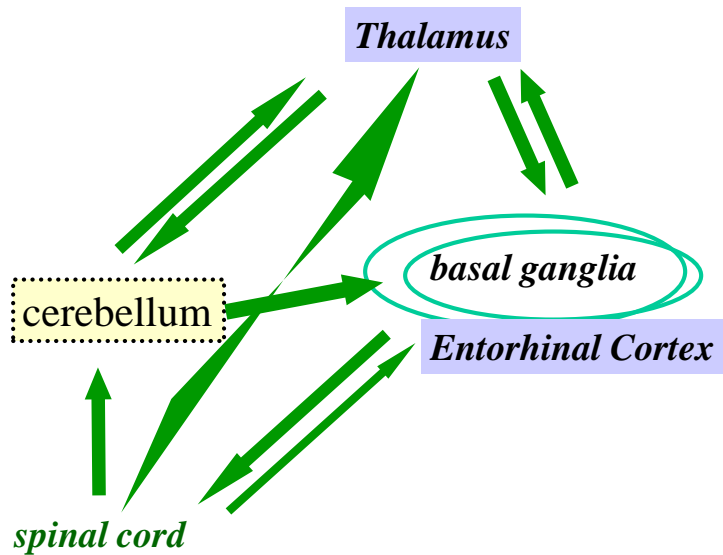 Thalamus
basal ganglia
cerebellum
Entorhinal Cortex
spinal cord